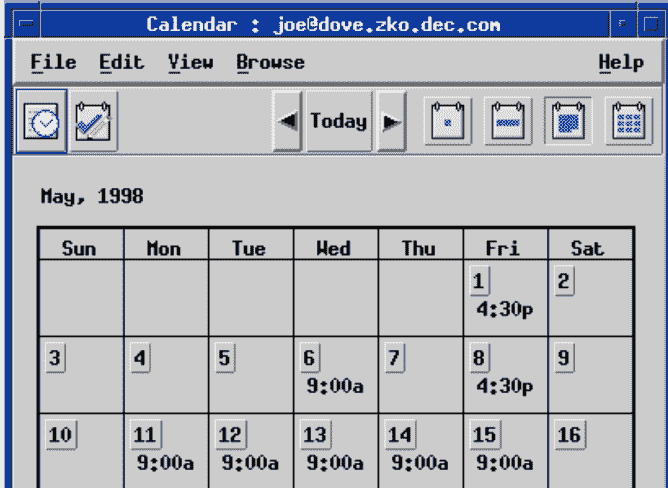 Calendar : joe@dove.zko.dec.com
File Edit View Browse Help
Today
May, 1998
Sun Mon Tue Wed Thu Fri Sat
1 2
4:30p
3 4 5 6 7 8 9
9:00a 4:30p
10 11 12 13 14 15 16
9:00a 9:00a 9:00a 9:00a 9:00a